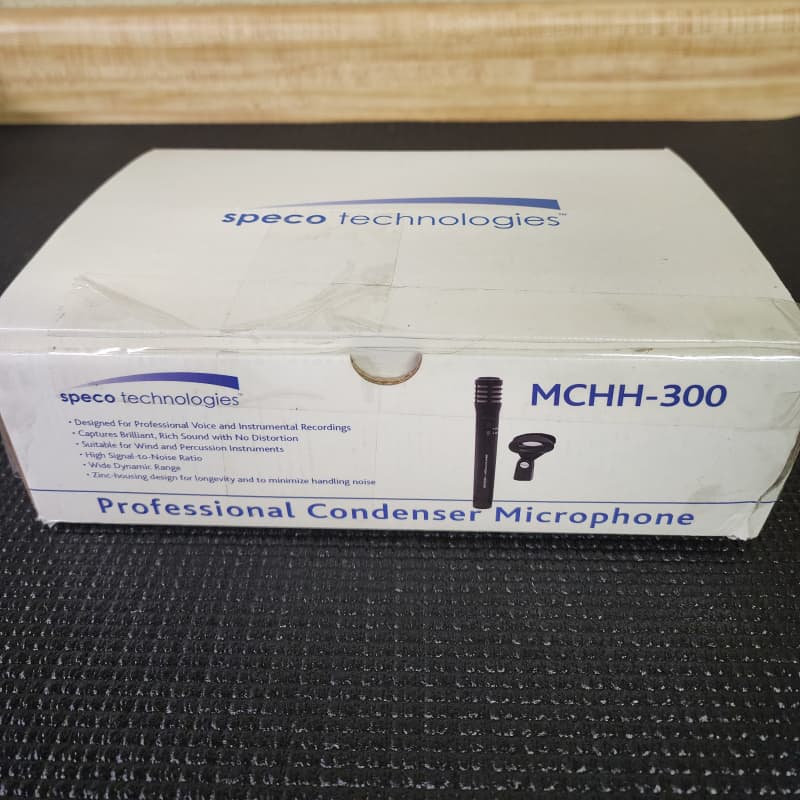 speco technologies™
speco technologies™
MCHH-300
• Designed For Professional Voice and Instrumental Recordings
• Captures Brilliant, Rich Sound with No Distortion
• Suitable for Wind and Percussion Instruments
• High Signal-to-Noise Ratio
• Wide Dynamic Range
• Zinc-housing design for longevity and to minimize handling noise
Professional Condenser Microphone